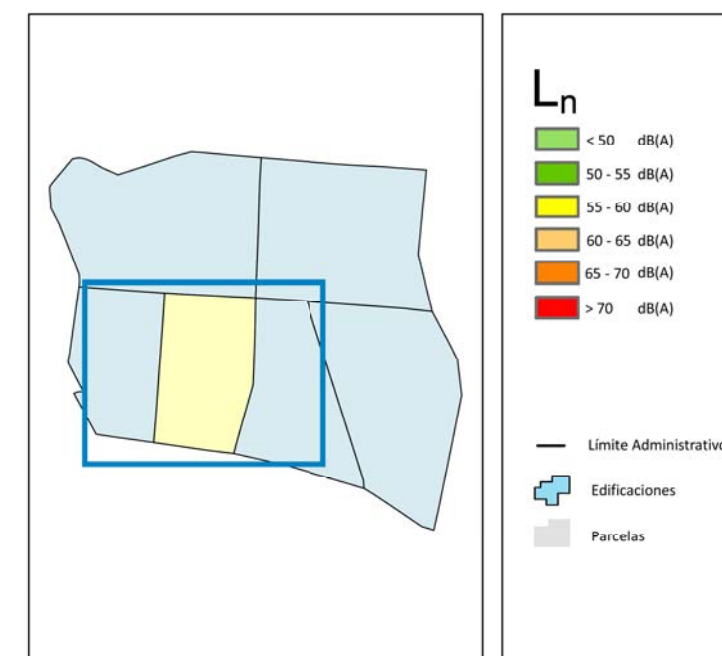 Ln
< 50 dB(A)
50 - 55 dB(A)
55 - 60 dB(A)
60 - 65 dB(A)
65 - 70 dB(A)
> 70 dB(A)
Límite Administrativo
Edificaciones
Parcelas